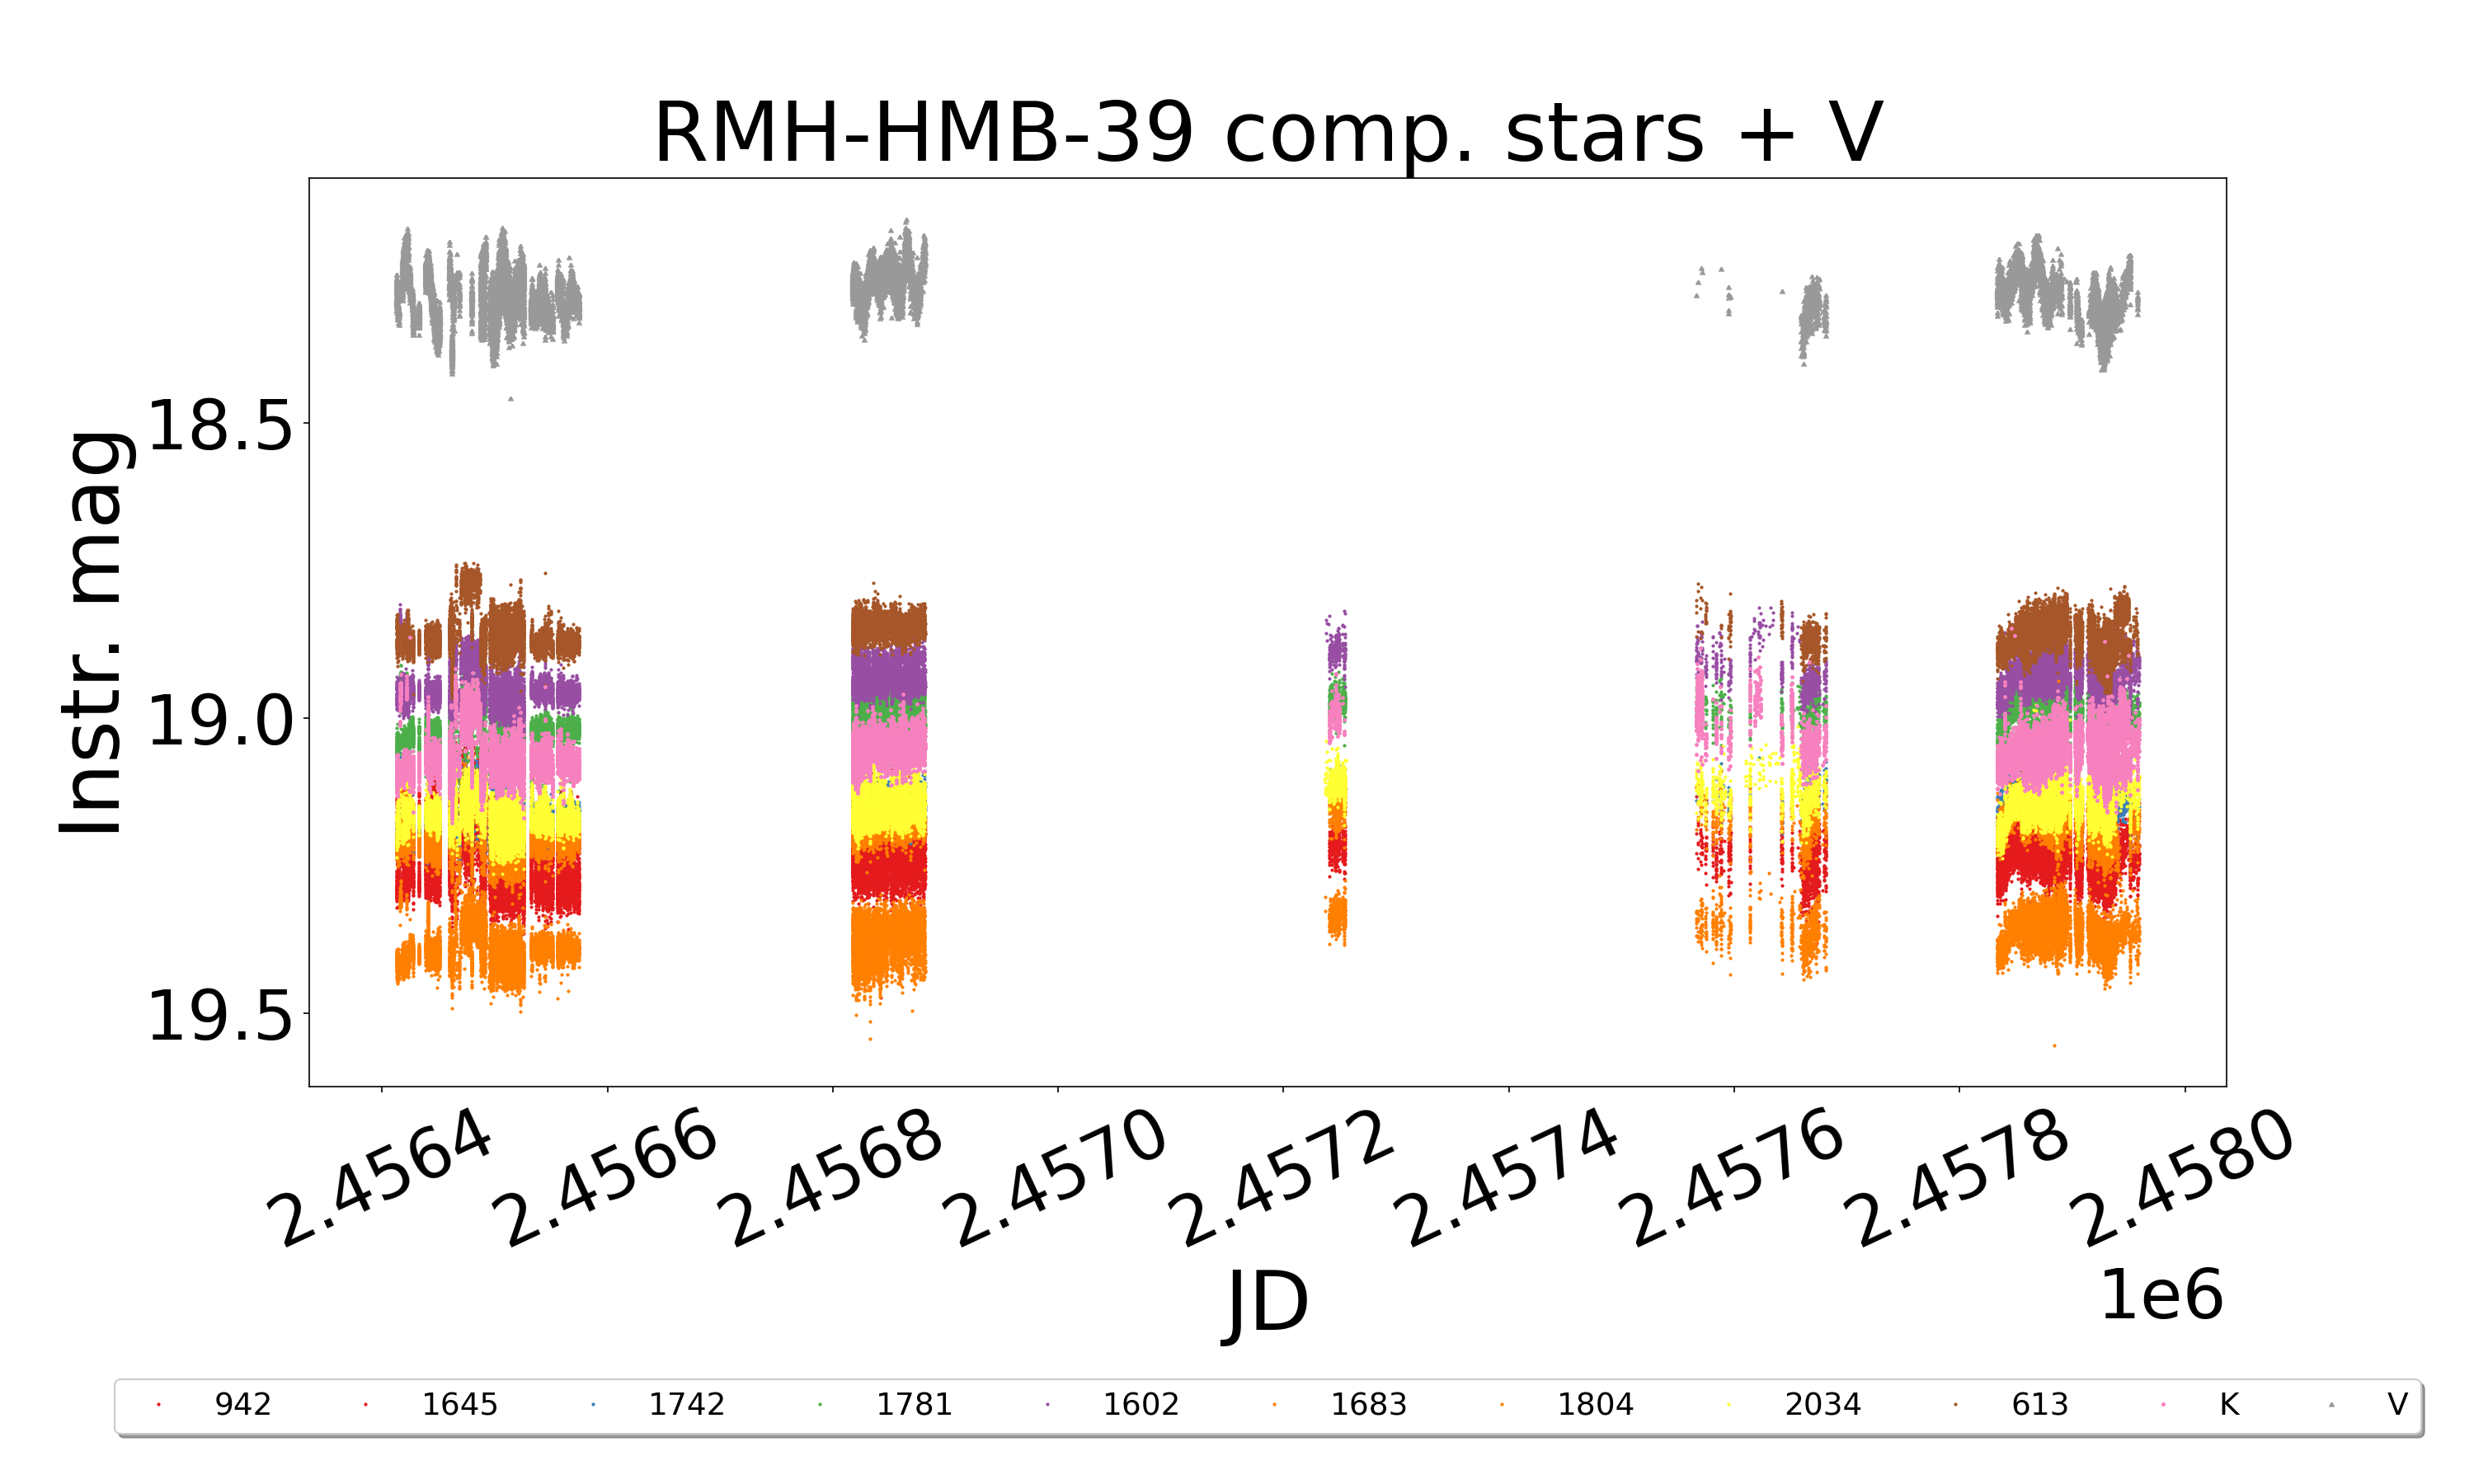 RMH-HMB-39 comp. stars + V
Instr. mag
18.5
19.0
19.5
2.4564 2.4566 2.4568 2.4570 2.4572 2.4574 2.4576 2.4578 2.4580
JD
1e6
942 1645 1742 1781 1602 1683 1804 2034 613 K V